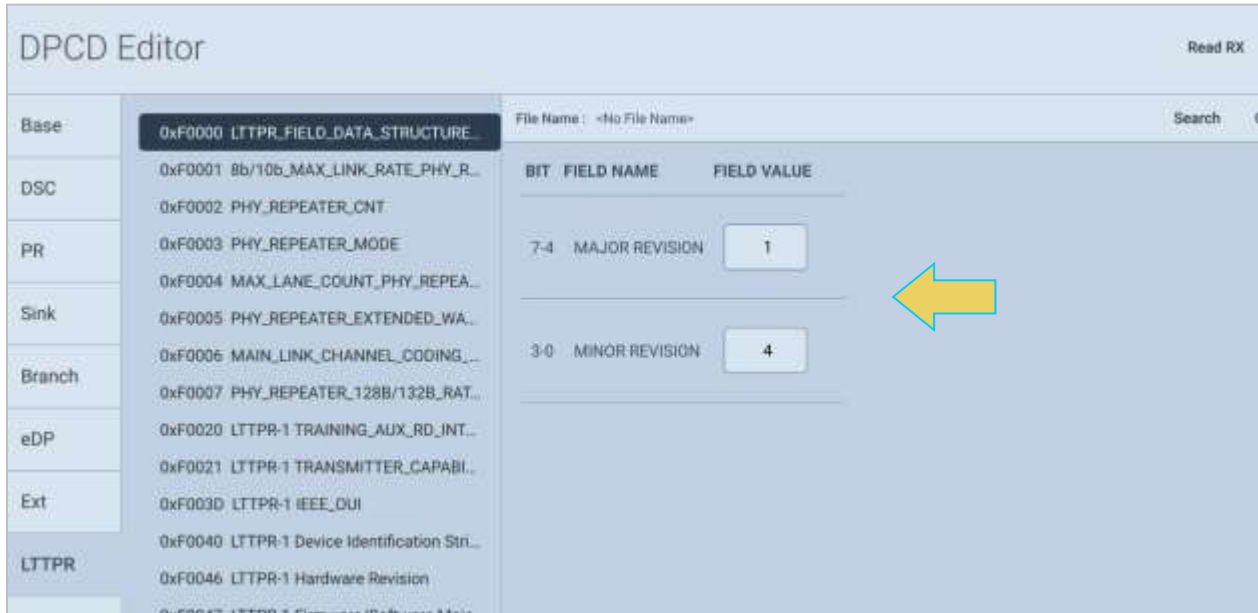 DPCD Editor
Read RX
Base
DSC
PR
Sink
Branch
eDP
Ext
LTTPR
0xF0000 LTTPR_FIELD_DATA_STRUCTURE...
0xF0001 8b/10b_MAX_LINK_RATE_PHY_R...
0xF0002 PHY_REPEATER_CNT
0xF0003 PHY_REPEATER_MODE
0xF0004 MAX_LANE_COUNT_PHY_REPEA...
0xF0005 PHY_REPEATER_EXTENDED_WA...
0xF0006 MAIN_LINK_CHANNEL_CODING_...
0xF0007 PHY_REPEATER_128B/132B_RAT...
0xF0020 LTTPR-1 TRAINING_AUX_RD_INT...
0xF0021 LTTPR-1 TRANSMITTER_CAPABI...
0xF003D LTTPR-1 IEEE_OUI
0xF0040 LTTPR-1 Device Identification Stri...
0xF0046 LTTPR-1 Hardware Revision
File Name : <No File Name>
Search
BIT FIELD NAME FIELD VALUE
7-4 MAJOR REVISION 1
3-0 MINOR REVISION 4